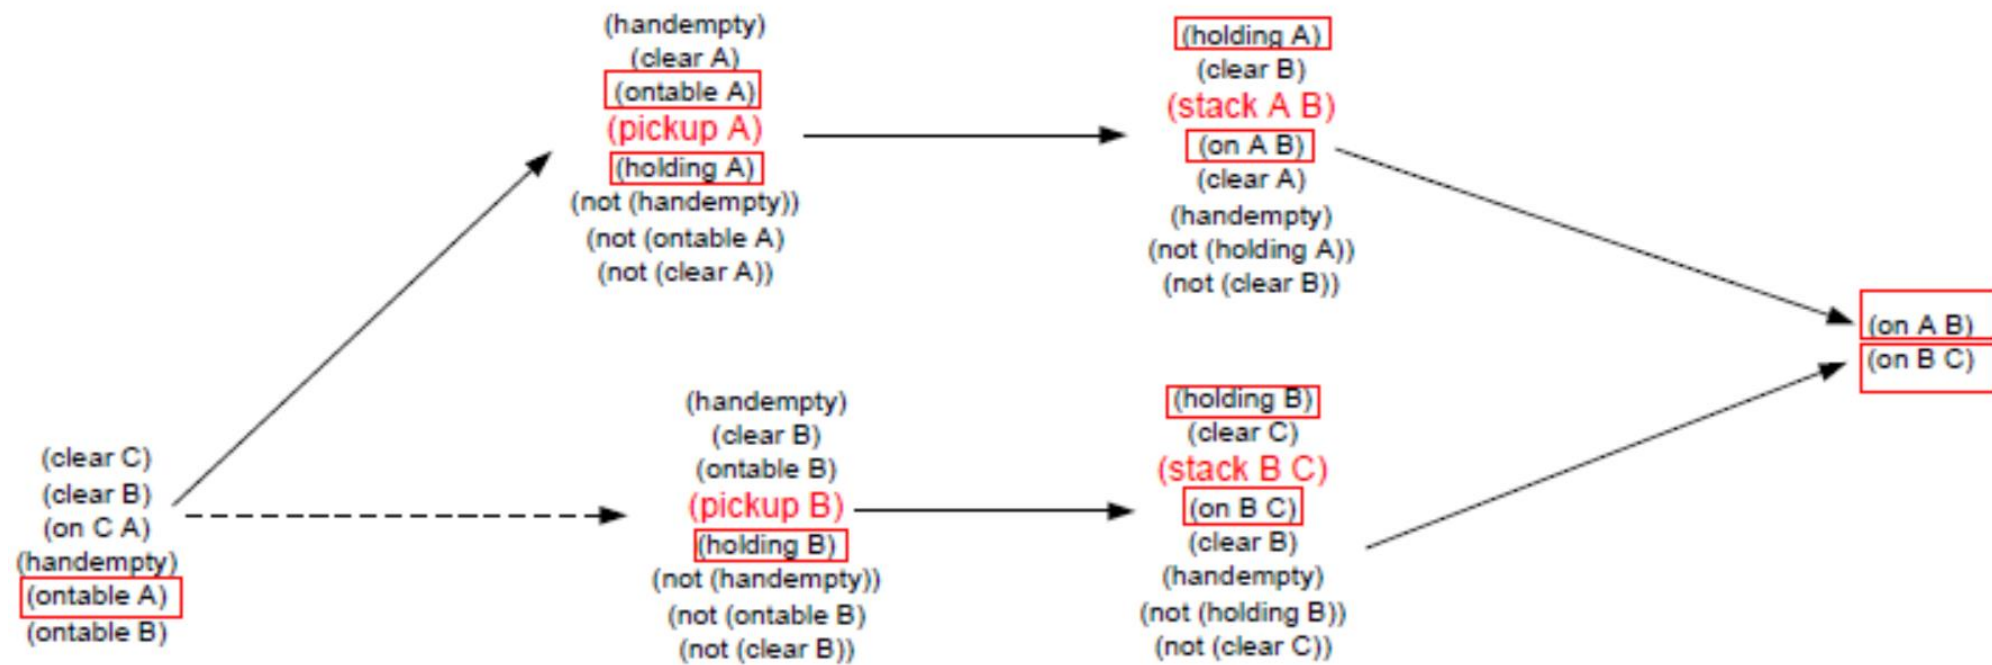 (handempty)
(clear A)
(ontable A)
(pickup A)
(holding A)
(not (handempty))
(not (ontable A)
(not (clear A))
(holding A)
(clear B)
(stack A B)
(on A B)
(clear A)
(handempty)
(not (holding A))
(not (clear B))
(on A B)
(on B C)
(clear C)
(clear B)
(on C A)
(handempty)
(ontable A)
(ontable B)
(handempty)
(clear B)
(ontable B)
(pickup B)
(holding B)
(not (handempty))
(not (ontable B)
(not (clear B))
(holding B)
(clear C)
(stack B C)
(on B C)
(clear B)
(handempty)
(not (holding B))
(not (clear C))